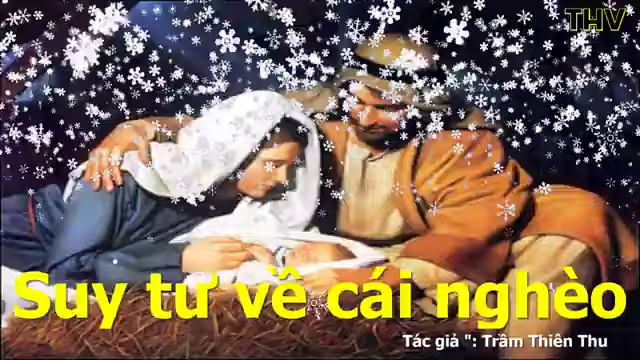 THV
Suy tư về cái nghèo
Tác giả ": Trầm Thiên Thu